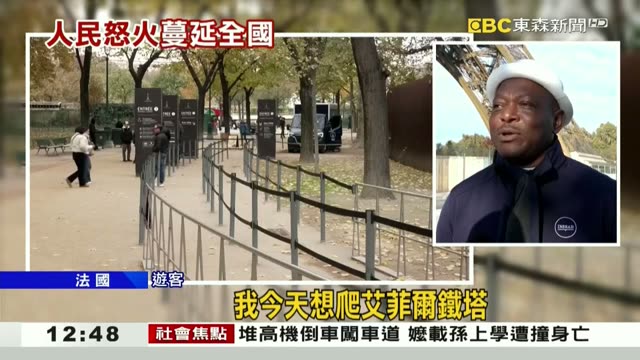 人民怒火蔓延全國
EBC東森新聞HD
ENTRÉE
法國
遊客
我今天想爬艾菲爾鐵塔
12:48
社會焦點
堆高機倒車闖車道 嬤載孫上學遭撞身亡